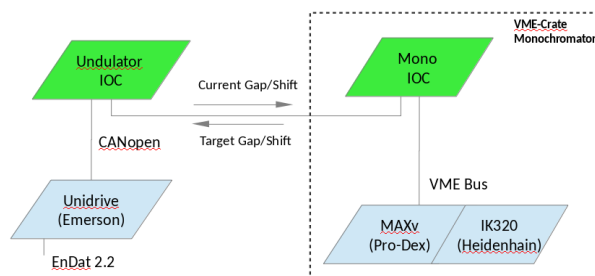 VME-Crate
Monochromator
Undulator
IOC
Mono
IOC
Current Gap/Shift
Target Gap/Shift
CANopen
VME Bus
Unidrive
(Emerson)
MAXv
(Pro-Dex)
IK320
(Heidenhain)
EnDat 2.2